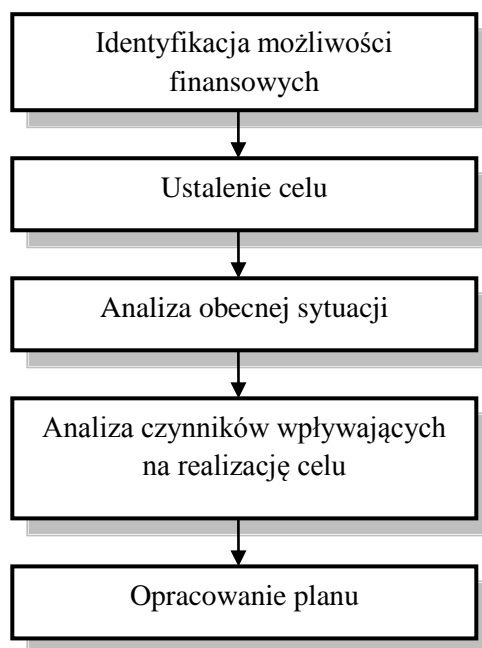 Identyfikacja możliwości
finansowych
Ustalenie celu
Analiza obecnej sytuacji
Analiza czynników wpływających
na realizację celu
Opracowanie planu